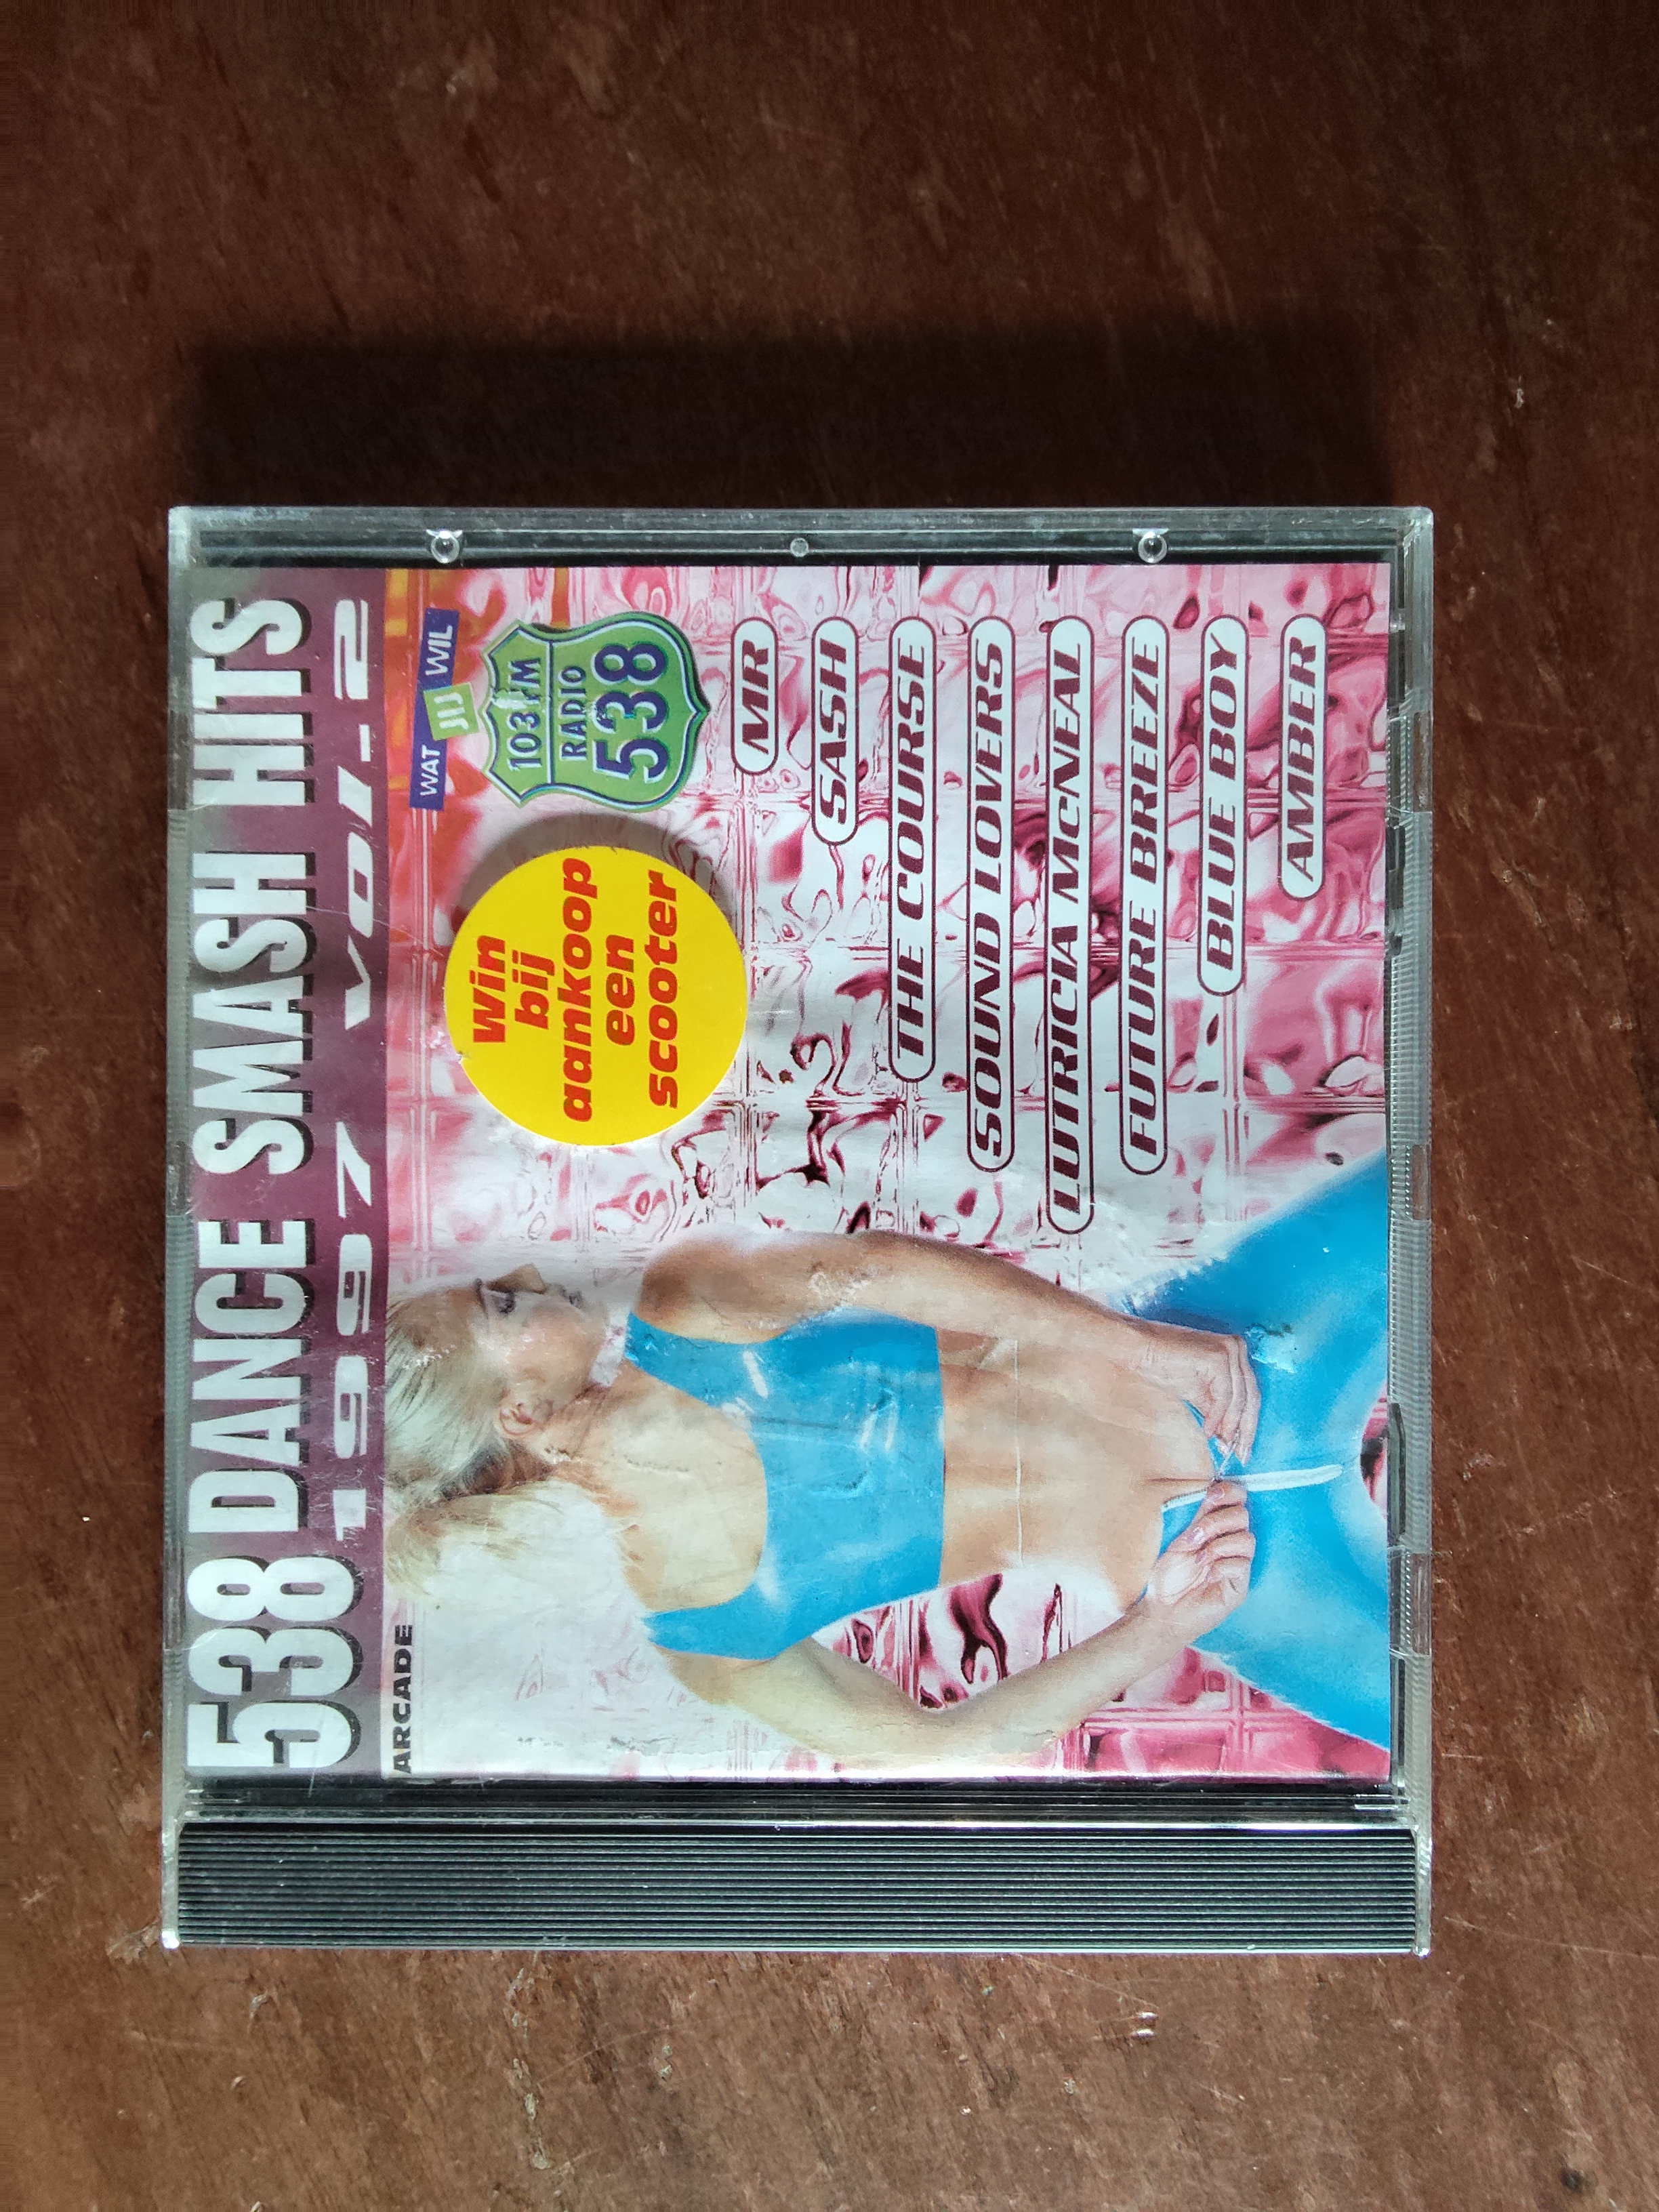 538 DANCE SMASH HITS
538 1997 vol. 2
ARCADE
WAT JIJ WIL
103 FM
RADIO
538
Win
bij
aankoop
een
scooter
MR
SASH
THE COURSE
SOUND LOVERS
LUTRICIA McNEAL
FUTURE BREEZE
BLUE BOY
AMBER